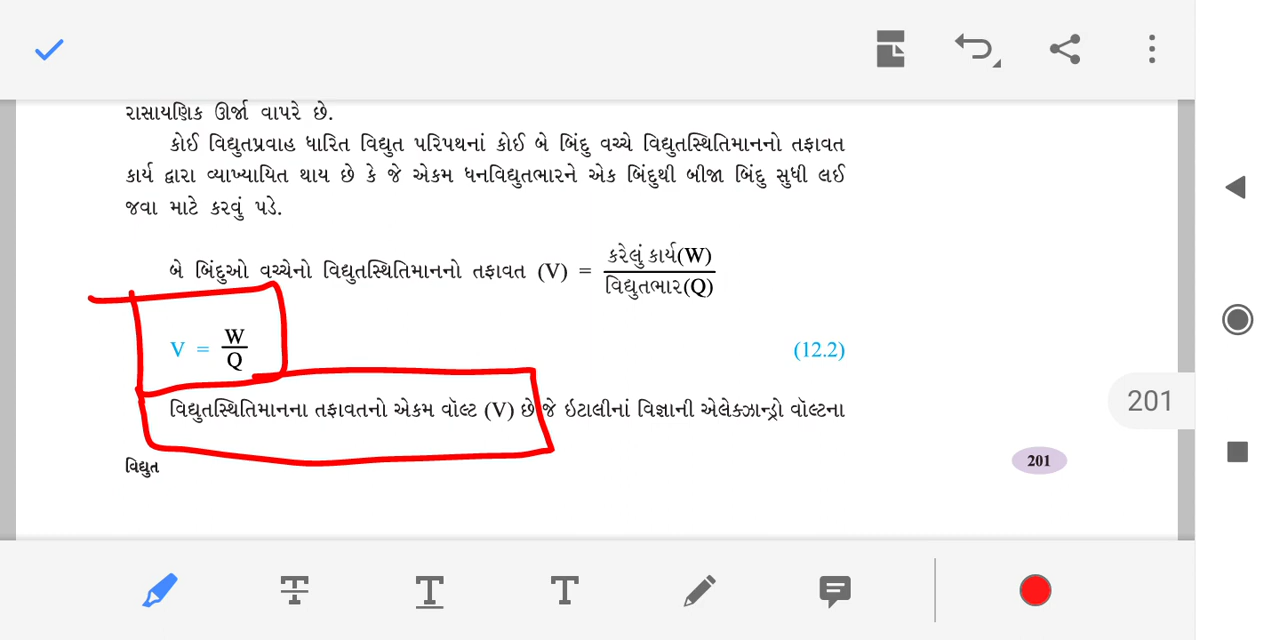 રાસાયણિક ઊર્જા વાપરે છે.
કોઈ વિદ્યુતપ્રવાહ ધારિત વિદ્યુત પરિપથનાં કોઈ બે બિંદુ વચ્ચે વિદ્યુતસ્થિતિમાનનો તફાવત
કાર્ય દ્વારા વ્યાખ્યાયિત થાય છે કે જે એકમ ધનવિદ્યુતભારને એક બિંદુથી બીજા બિંદુ સુધી લઈ
જવા માટે કરવું પડે.
બે બિંદુઓ વચ્ચેનો વિદ્યુતસ્થિતિમાનનો તફાવત (V) = કરેલું કાર્ય(W) / વિદ્યુતભાર(Q)
V = W / Q (12.2)
વિદ્યુતસ્થિતિમાનના તફાવતનો એકમ વૉલ્ટ (V) છે જે ઇટાલીનાં વિજ્ઞાની એલેક્ઝાન્ડ્રો વૉલ્ટના
201
વિદ્યુત 201
T T T